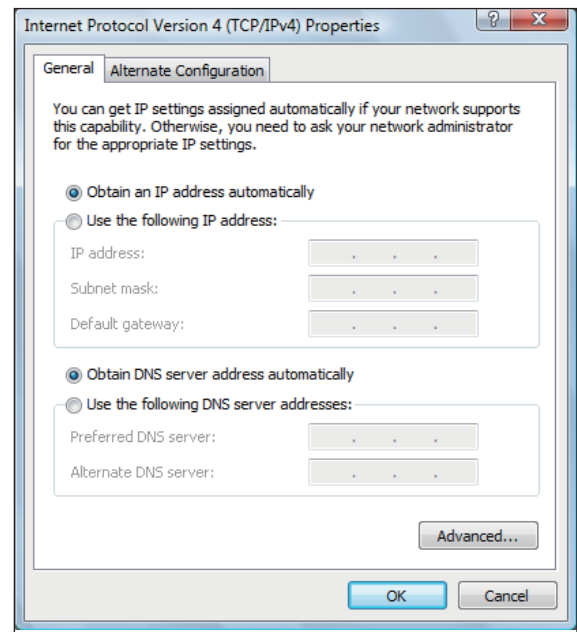 Internet Protocol Version 4 (TCP/IPv4) Properties
? X
General Alternate Configuration
You can get IP settings assigned automatically if your network supports
this capability. Otherwise, you need to ask your network administrator
for the appropriate IP settings.
Obtain an IP address automatically
Use the following IP address:
IP address: . . .
Subnet mask: . . .
Default gateway: . . .
Obtain DNS server address automatically
Use the following DNS server addresses:
Preferred DNS server: . . .
Alternate DNS server: . . .
Advanced...
OK Cancel